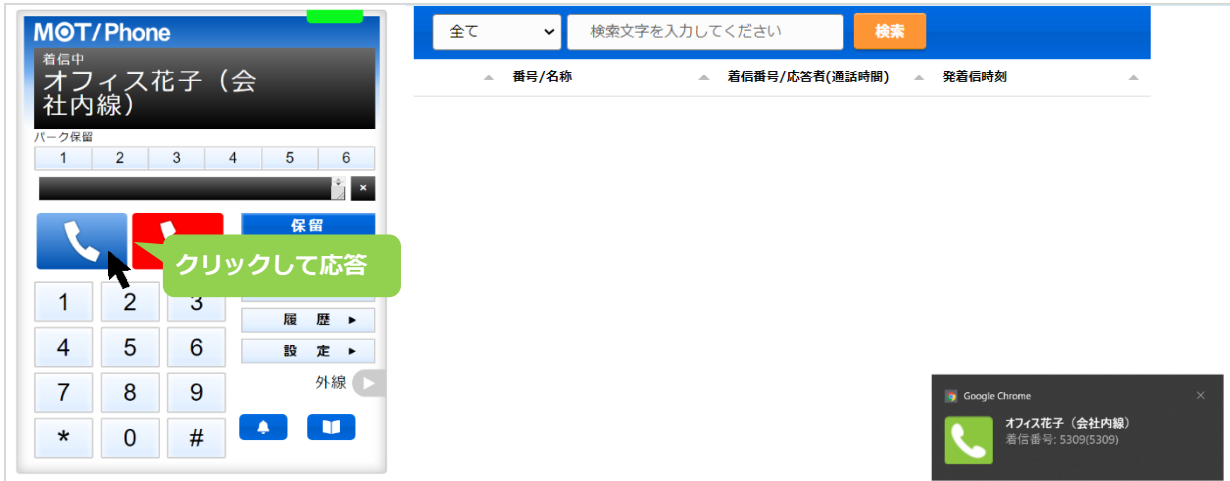 MOT/Phone
着信中
オフィス花子（会
社内線）
パーク保留
1 2 3 4 5 6
×
保留
クリックして応答
1 2 3
履 歴 ►
4 5 6
設 定 ►
外線
7 8 9
* 0 #
全て
検索文字を入力してください
検索
番号/名称
着信番号/応答者(通話時間)
発着信時刻
Google Chrome
オフィス花子（会社内線）
着信番号: 5309(5309)